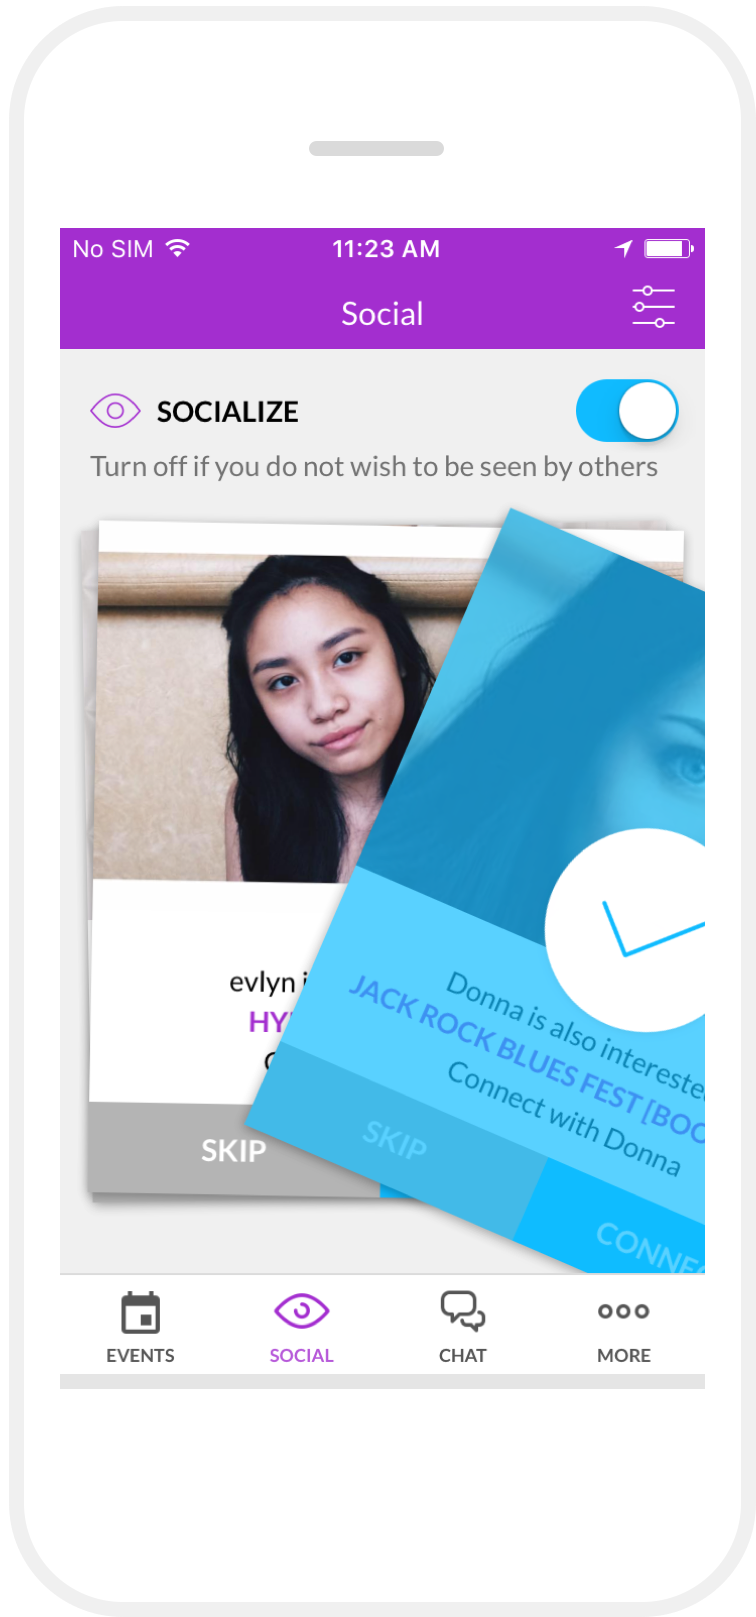 No SIM 11:23 AM
Social
SOCIALIZE
Turn off if you do not wish to be seen by others
evlyn
HY
Donna is also intereste
JACK ROCK BLUES FEST [BOO
Connect with Donna
SKIP
SKIP
CONNEC
EVENTS SOCIAL CHAT MORE